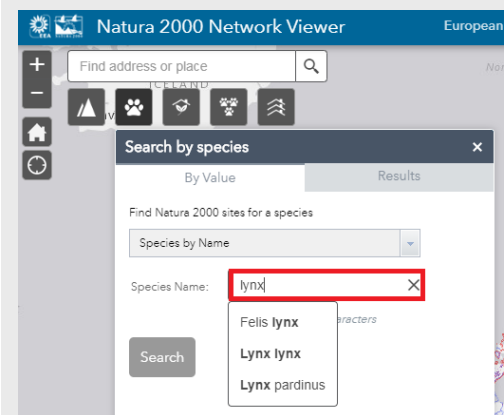 Natura 2000 Network Viewer
European
Find address or place
ICELAND
Search by species
By Value
Results
Find Natura 2000 sites for a species
Species by Name
Species Name:
lynx
Felis lynx
Lynx lynx
Lynx pardinus
Search